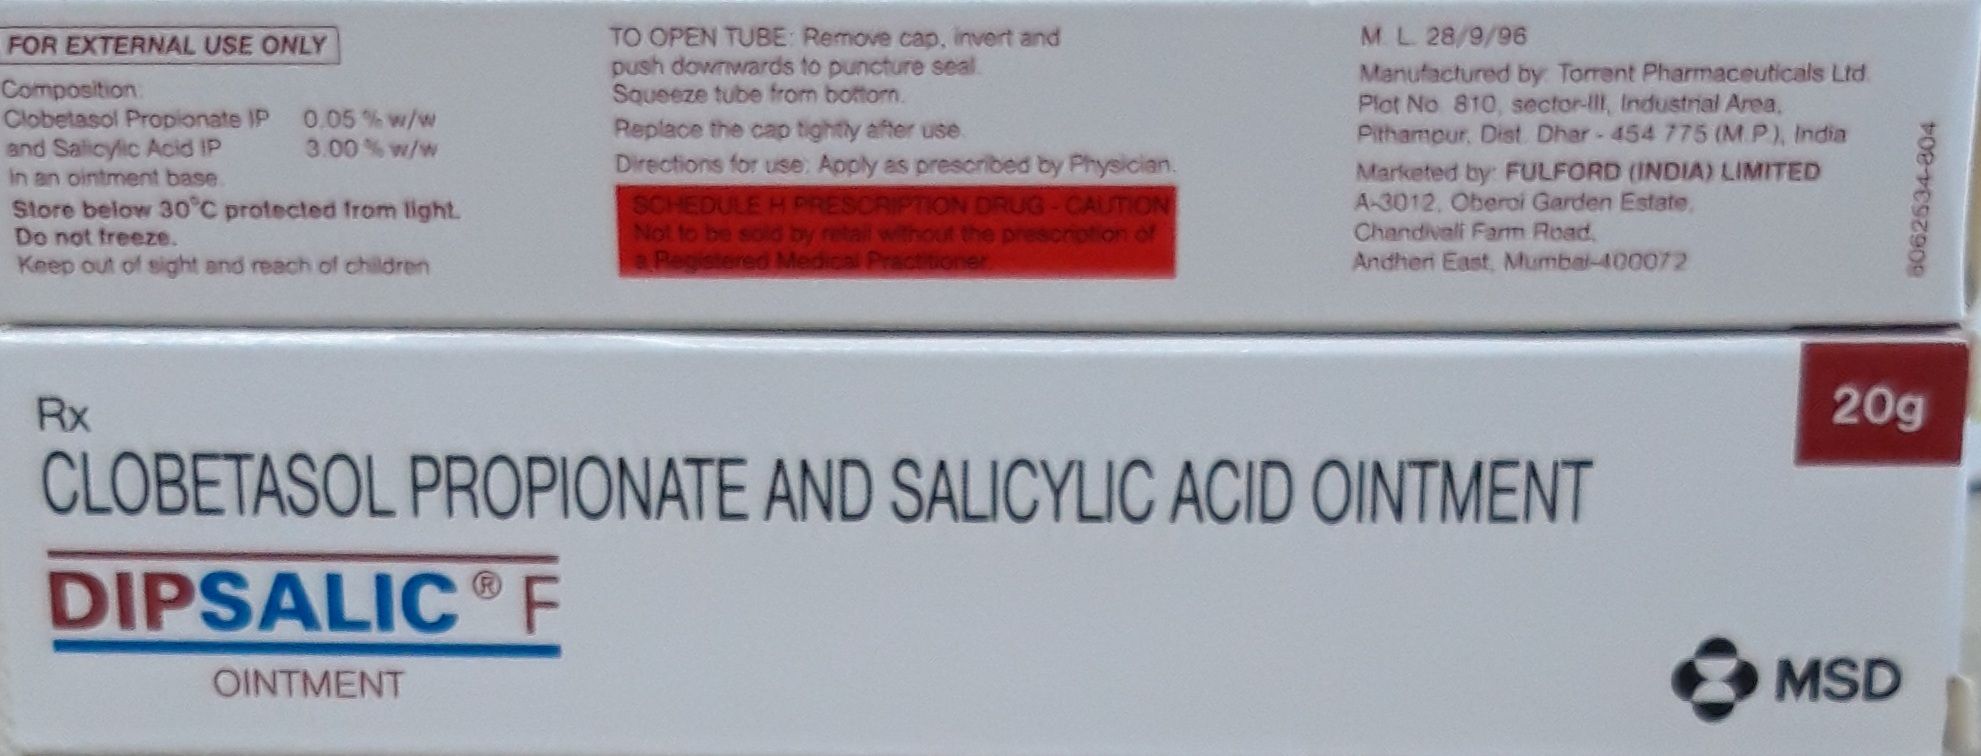 FOR EXTERNAL USE ONLY
Composition:
Clobetasol Propionate IP 0.05 % w/w
and Salicylic Acid IP 3.00 % w/w
In an ointment base.
Store below 30°C protected from light.
Do not freeze.
Keep out of sight and reach of children
TO OPEN TUBE: Remove cap, invert and
push downwards to puncture seal.
Squeeze tube from bottom.
Replace the cap tightly after use.
Directions for use: Apply as prescribed by Physician.
SCHEDULE H PRESCRIPTION DRUG - CAUTION
Not to be sold by retail without the prescription of
a Registered Medical Practitioner.
M. L. 28/9/96
Manufactured by: Torrent Pharmaceuticals Ltd.
Plot No. 810, sector-III, Industrial Area,
Pithampur, Dist. Dhar - 454 775 (M.P.), India
Marketed by: FULFORD (INDIA) LIMITED
A-3012, Oberoi Garden Estate,
Chandivali Farm Road,
Andheri East, Mumbai-400072
8062634-804
Rx
20g
CLOBETASOL PROPIONATE AND SALICYLIC ACID OINTMENT
DIPSALIC® F
OINTMENT
MSD